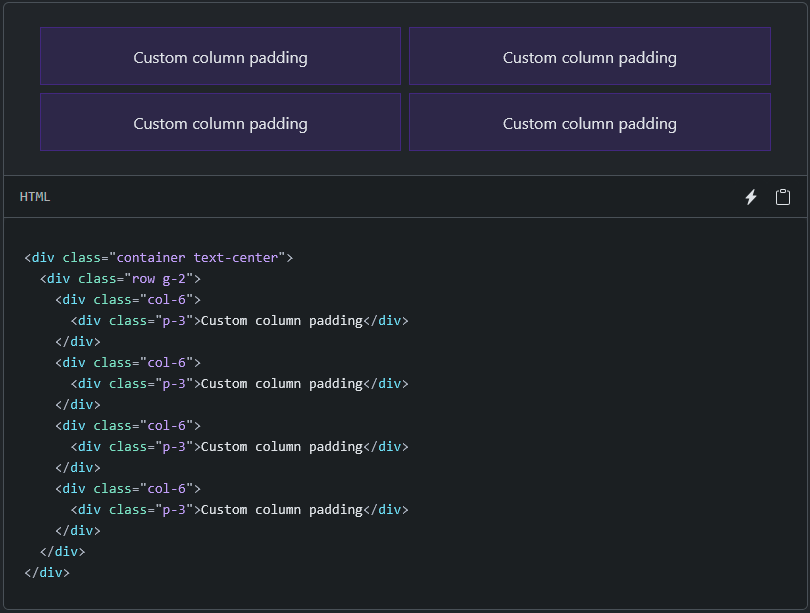 Custom column padding Custom column padding
Custom column padding Custom column padding
HTML
<div class="container text-center">
  <div class="row g-2">
    <div class="col-6">
      <div class="p-3">Custom column padding</div>
    </div>
    <div class="col-6">
      <div class="p-3">Custom column padding</div>
    </div>
    <div class="col-6">
      <div class="p-3">Custom column padding</div>
    </div>
    <div class="col-6">
      <div class="p-3">Custom column padding</div>
    </div>
  </div>
</div>